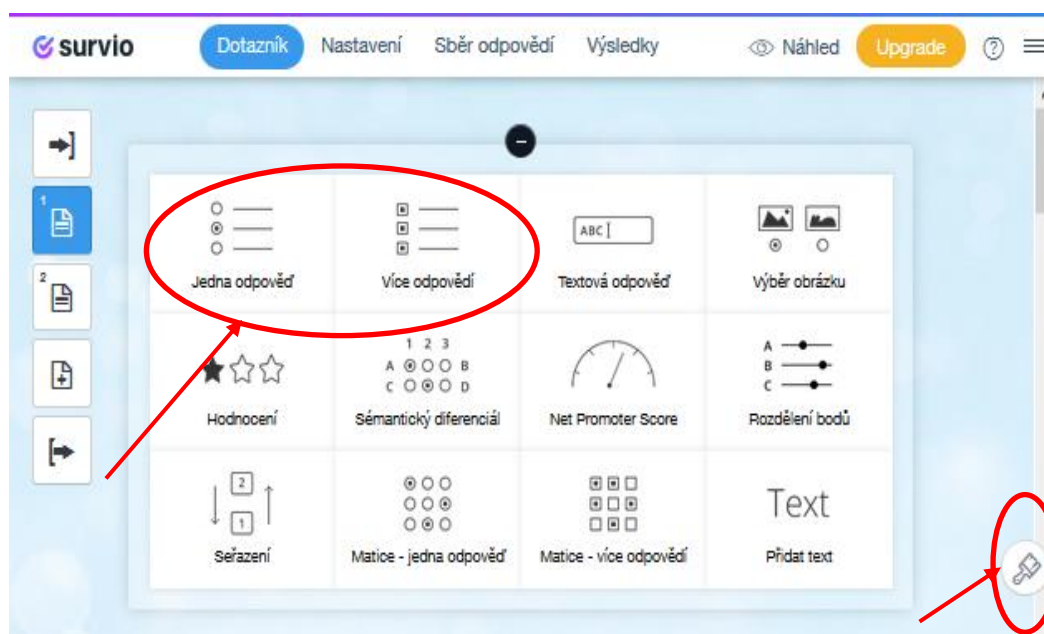 survio Dotazník Nastavení Sběr odpovědí Výsledky Náhled Upgrade ?
1
ABC
Jedna odpověď Více odpovědí Textová odpověď Výběr obrázku
2
1 2 3
A B
C D
A
B
C
Hodnocení Sémantický diferenciál Net Promoter Score Rozdělení bodů
2
1
Text
Seřazení Matice - jedna odpověď Matice - více odpovědí Přidat text